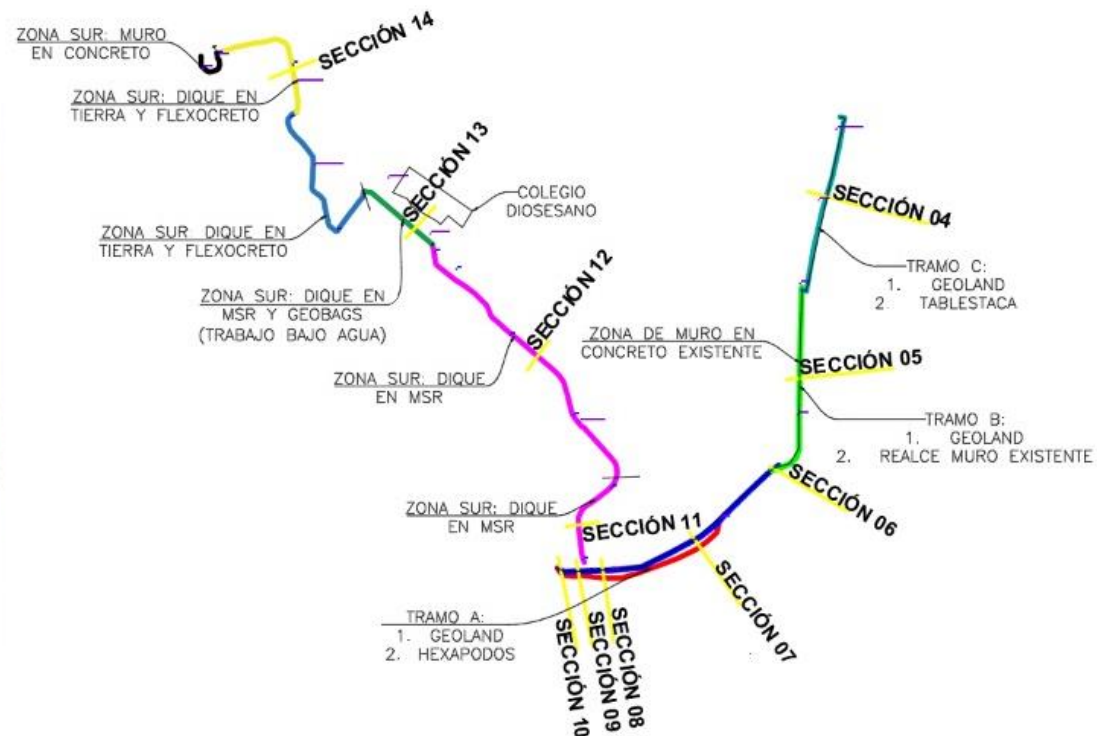 ZONA SUR: MURO
EN CONCRETO
SECCIÓN 14
ZONA SUR: DIQUE EN
TIERRA Y FLEXOCRETO
SECCIÓN 13
COLEGIO
DIOSESANO
ZONA SUR: DIQUE EN
TIERRA Y FLEXOCRETO
SECCIÓN 04
TRAMO C:
1. GEOLAND
2. TABLESTACA
ZONA SUR: DIQUE EN
MSR Y GEOBAGS
(TRABAJO BAJO AGUA)
SECCIÓN 12
ZONA DE MURO EN
CONCRETO EXISTENTE
SECCIÓN 05
ZONA SUR: DIQUE
EN MSR
TRAMO B:
1. GEOLAND
2. REALCE MURO EXISTENTE
SECCIÓN 06
ZONA SUR: DIQUE
EN MSR
SECCIÓN 11
SECCIÓN 07
TRAMO A:
1. GEOLAND
2. HEXAPODOS
SECCIÓN 10
SECCIÓN 09
SECCIÓN 08